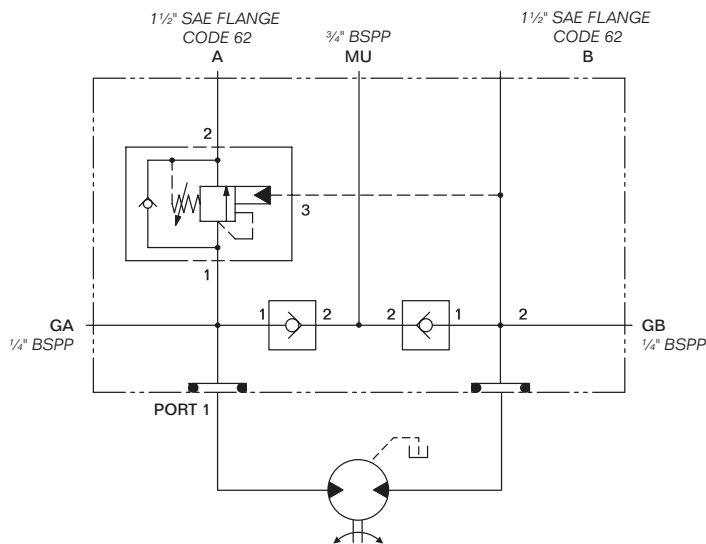 1½" SAE FLANGE
CODE 62
A
¾" BSPP
MU
1½" SAE FLANGE
CODE 62
B
2
3
1
GA
¼" BSPP
1
2
2
1
2
GB
¼" BSPP
PORT 1